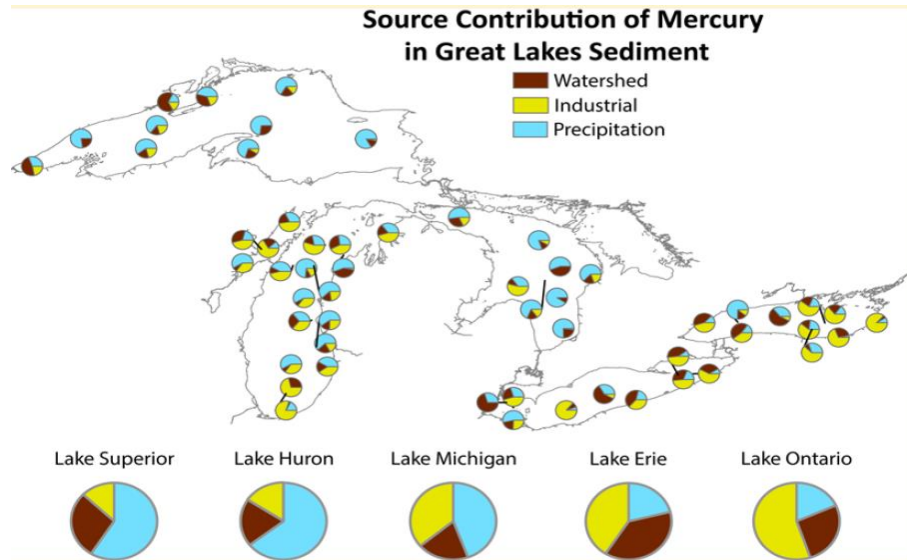 Source Contribution of Mercury
in Great Lakes Sediment
Watershed
Industrial
Precipitation
Lake Superior
Lake Huron
Lake Michigan
Lake Erie
Lake Ontario